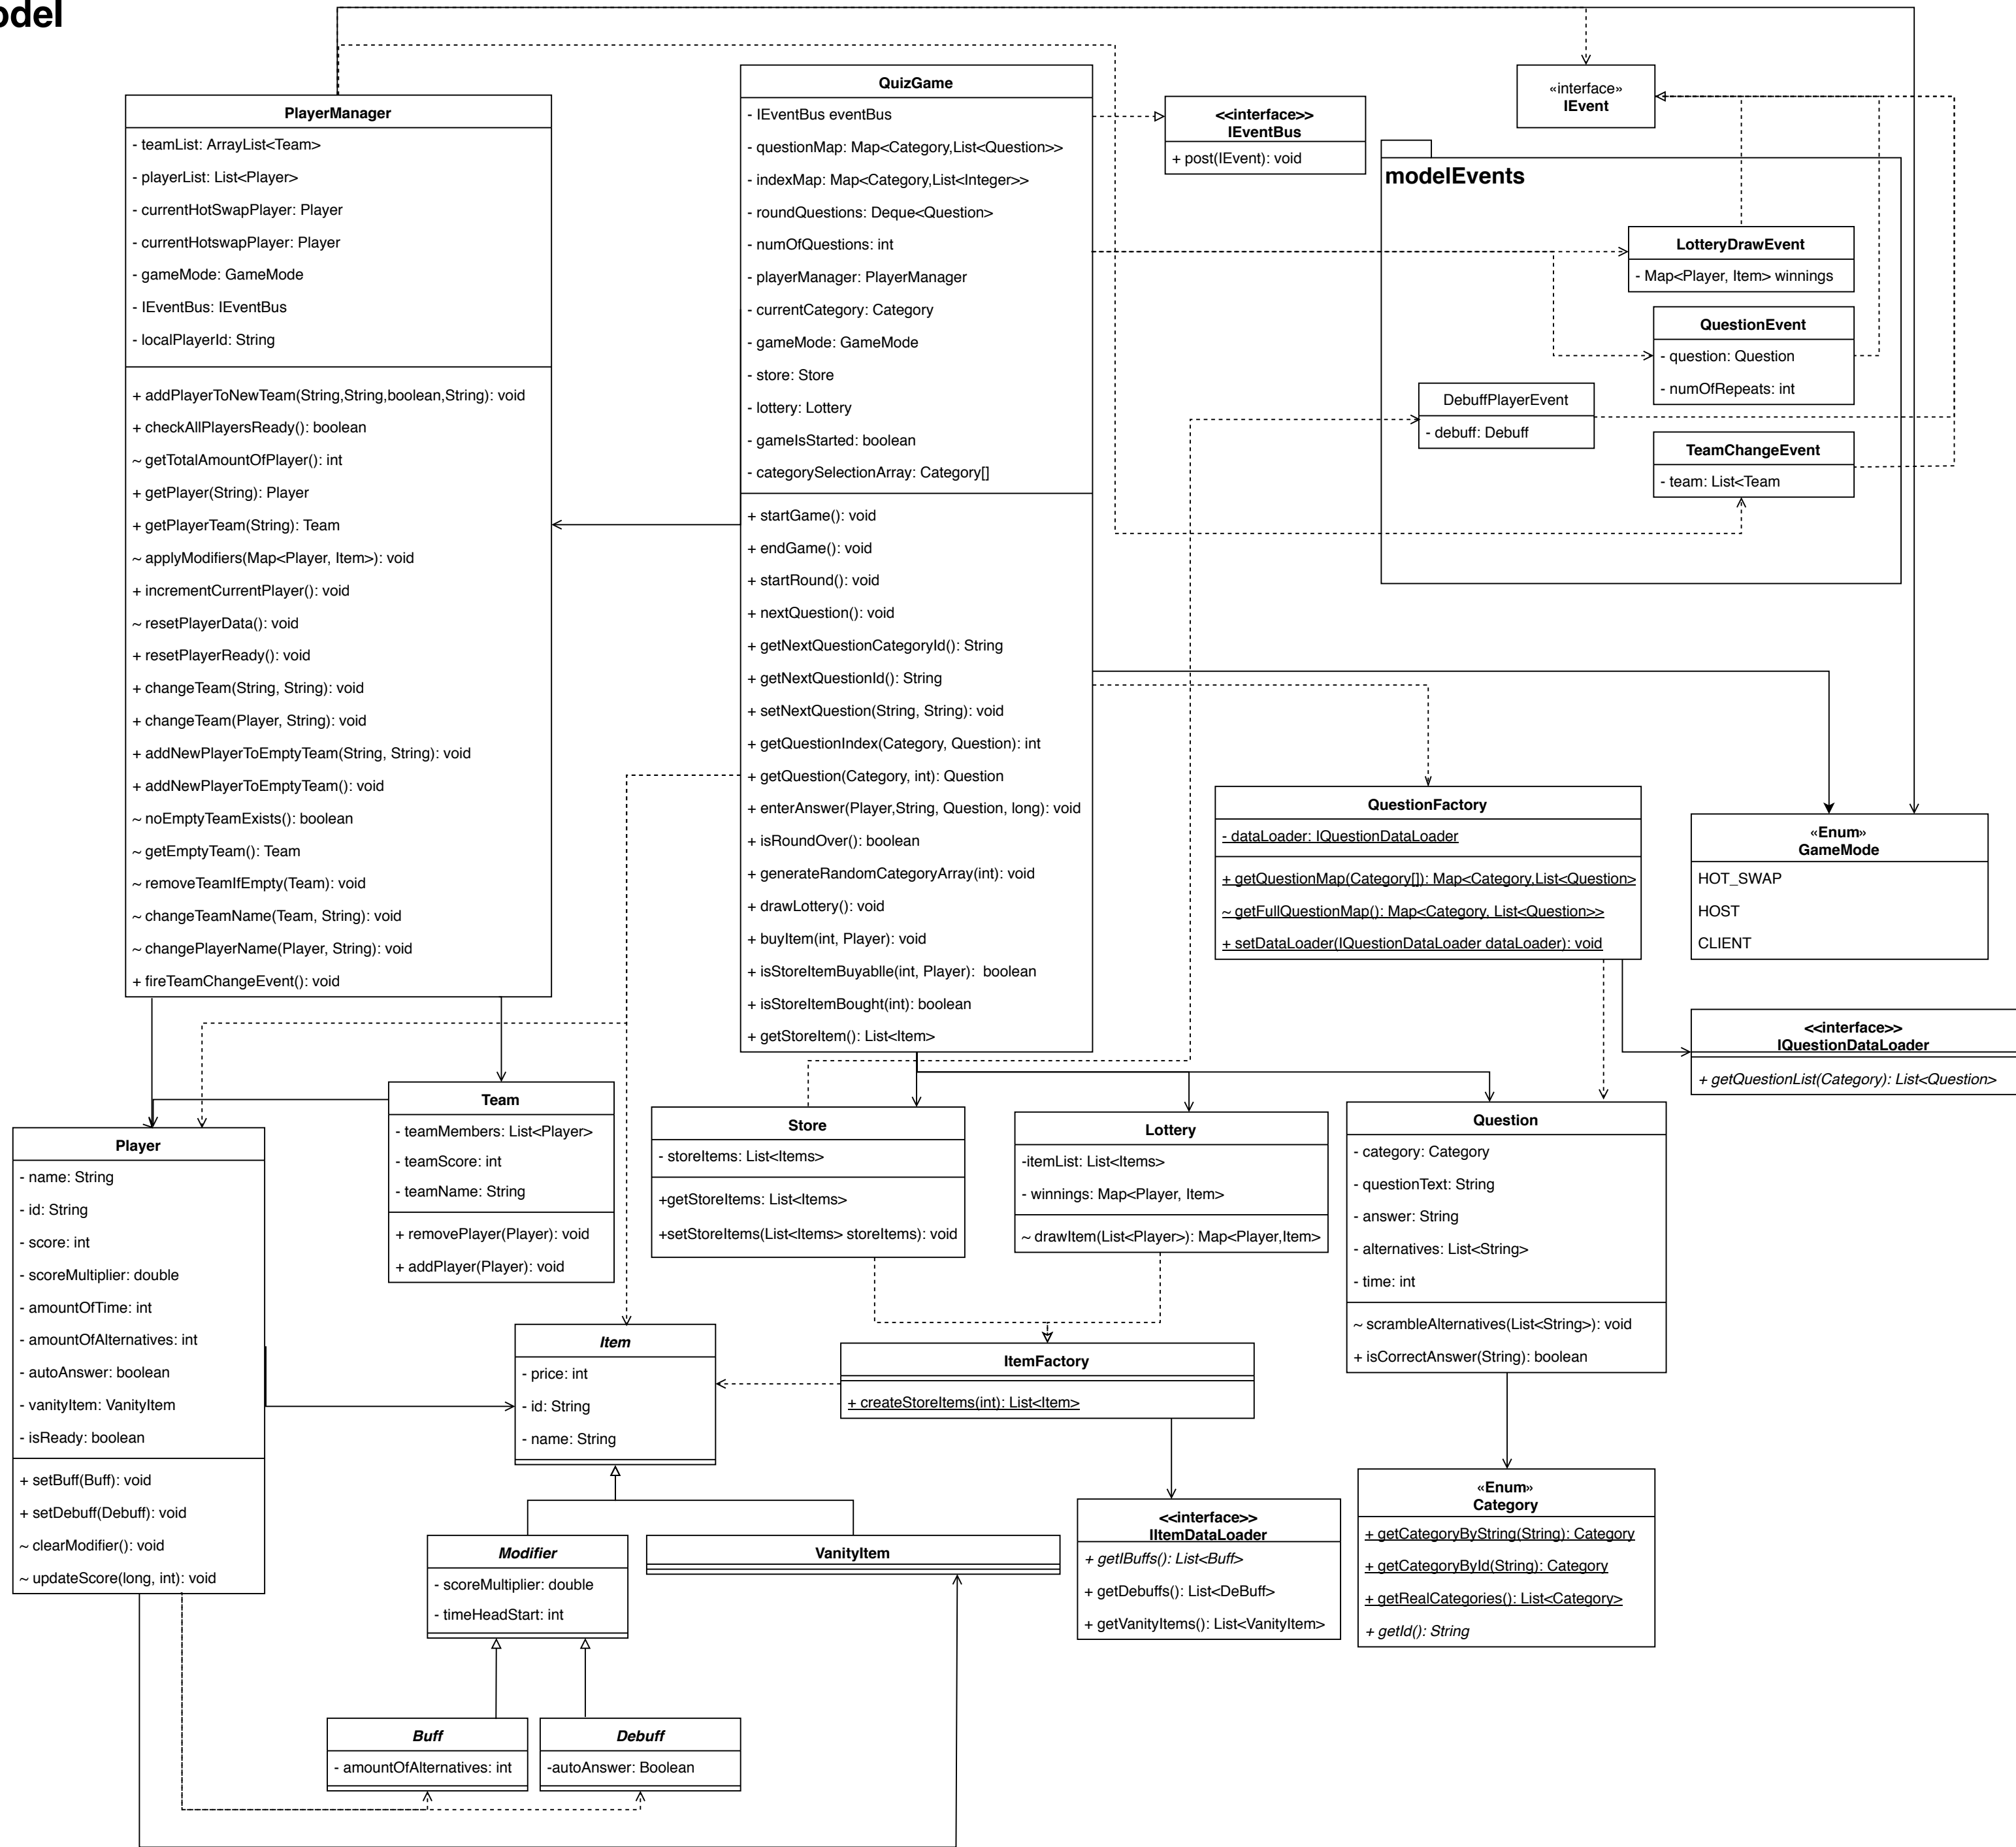 odel
PlayerManager
- teamList: ArrayList<Team>
- playerList: List<Player>
- currentHotSwapPlayer: Player
- currentHotswapPlayer: Player
- gameMode: GameMode
- IEventBus: IEventBus
- localPlayerId: String
+ addPlayerToNewTeam(String,String,boolean,String): void
+ checkAllPlayersReady(): boolean
~ getTotalAmountOfPlayer(): int
+ getPlayer(String): Player
+ getPlayerTeam(String): Team
~ applyModifiers(Map<Player, Item>): void
+ incrementCurrentPlayer(): void
~ resetPlayerData(): void
+ resetPlayerReady(): void
+ changeTeam(String, String): void
+ changeTeam(Player, String): void
+ addNewPlayerToEmptyTeam(String, String): void
+ addNewPlayerToEmptyTeam(): void
~ noEmptyTeamExists(): boolean
~ getEmptyTeam(): Team
~ removeTeamIfEmpty(Team): void
~ changeTeamName(Team, String): void
~ changePlayerName(Player, String): void
+ fireTeamChangeEvent(): void
QuizGame
- IEventBus eventBus
- questionMap: Map<Category,List<Question>>
- indexMap: Map<Category,List<Integer>>
- roundQuestions: Deque<Question>
- numOfQuestions: int
- playerManager: PlayerManager
- currentCategory: Category
- gameMode: GameMode
- store: Store
- lottery: Lottery
- gameIsStarted: boolean
- categorySelectionArray: Category[]
+ startGame(): void
+ endGame(): void
+ startRound(): void
+ nextQuestion(): void
+ getNextQuestionCategoryId(): String
+ getNextQuestionId(): String
+ setNextQuestion(String, String): void
+ getQuestionIndex(Category, Question): int
+ getQuestion(Category, int): Question
+ enterAnswer(Player,String, Question, long): void
+ isRoundOver(): boolean
+ generateRandomCategoryArray(int): void
+ drawLottery(): void
+ buyItem(int, Player): void
+ isStoreItemBuyablle(int, Player): boolean
+ isStoreItemBought(int): boolean
+ getStoreItem(): List<Item>
<<interface>>
IEventBus
+ post(IEvent): void
«interface»
IEvent
modelEvents
LotteryDrawEvent
- Map<Player, Item> winnings
QuestionEvent
- question: Question
- numOfRepeats: int
DebuffPlayerEvent
- debuff: Debuff
TeamChangeEvent
- team: List<Team
QuestionFactory
- dataLoader: IQuestionDataLoader
+ getQuestionMap(Category[]): Map<Category,List<Question>
~ getFullQuestionMap(): Map<Category, List<Question>>
+ setDataLoader(IQuestionDataLoader dataLoader): void
«Enum»
GameMode
HOT_SWAP
HOST
CLIENT
<<interface>>
IQuestionDataLoader
+ getQuestionList(Category): List<Question>
Player
- name: String
- id: String
- score: int
- scoreMultiplier: double
- amountOfTime: int
- amountOfAlternatives: int
- autoAnswer: boolean
- vanityItem: VanityItem
- isReady: boolean
+ setBuff(Buff): void
+ setDebuff(Debuff): void
~ clearModifier(): void
~ updateScore(long, int): void
Team
- teamMembers: List<Player>
- teamScore: int
- teamName: String
+ removePlayer(Player): void
+ addPlayer(Player): void
Store
- storeItems: List<Items>
+getStoreItems: List<Items>
+setStoreItems(List<Items> storeItems): void
Lottery
-itemList: List<Items>
- winnings: Map<Player, Item>
~ drawItem(List<Player>): Map<Player,Item>
Question
- category: Category
- questionText: String
- answer: String
- alternatives: List<String>
- time: int
~ scrambleAlternatives(List<String>): void
+ isCorrectAnswer(String): boolean
Item
- price: int
- id: String
- name: String
ItemFactory
+ createStoreItems(int): List<Item>
Modifier
- scoreMultiplier: double
- timeHeadStart: int
VanityItem
<<interface>>
IItemDataLoader
+ getIBuffs(): List<Buff>
+ getDebuffs(): List<DeBuff>
+ getVanityItems(): List<VanityItem>
«Enum»
Category
+ getCategoryByString(String): Category
+ getCategoryById(String): Category
+ getRealCategories(): List<Category>
+ getId(): String
Buff
- amountOfAlternatives: int
Debuff
-autoAnswer: Boolean